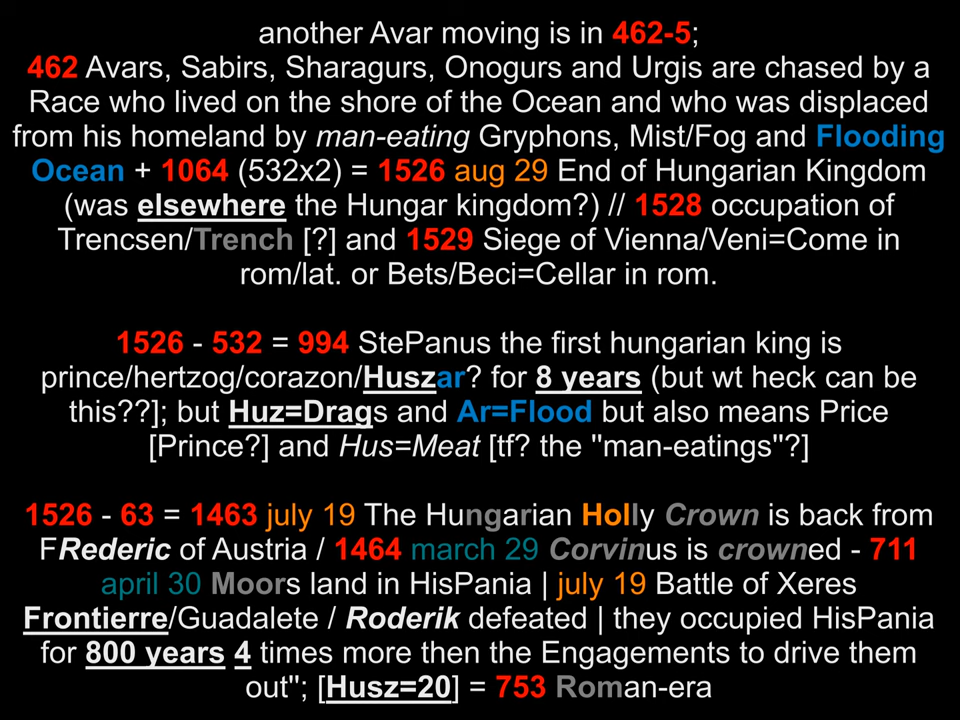 another Avar moving is in 462-5;
462 Avars, Sabirs, Sharagurs, Onogurs and Urgis are chased by a
Race who lived on the shore of the Ocean and who was displaced
from his homeland by man-eating Gryphons, Mist/Fog and Flooding
Ocean + 1064 (532x2) = 1526 aug 29 End of Hungarian Kingdom
(was elsewhere the Hungar kingdom?) // 1528 occupation of
Trencsen/Trench [?] and 1529 Siege of Vienna/Veni=Come in
rom/lat. or Bets/Beci=Cellar in rom.
1526 - 532 = 994 StePanus the first hungarian king is
prince/hertzog/corazon/Huszar? for 8 years (but wt heck can be
this??]; but Huz=Drags and Ar=Flood but also means Price
[Prince?] and Hus=Meat [tf? the "man-eatings"?]
1526 - 63 = 1463 july 19 The Hungarian Holly Crown is back from
FRederic of Austria / 1464 march 29 Corvinus is crowned - 711
april 30 Moors land in HisPania | july 19 Battle of Xeres
Frontierre/Guadalete / Roderik defeated | they occupied HisPania
for 800 years 4 times more then the Engagements to drive them
out"; [Husz=20] = 753 Roman-era